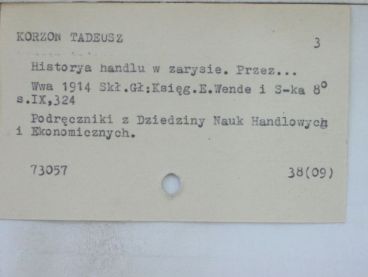 KORZON TADEUSZ
3
Historya handlu w zarysie. Przez...
Wwa 1914 Skł.Gł:Księg.E.Wende i S-ka 8°
s.IX,324
Podręczniki z Dziedziny Nauk Handlowych
i Ekonomicznych.
73057
38(09)